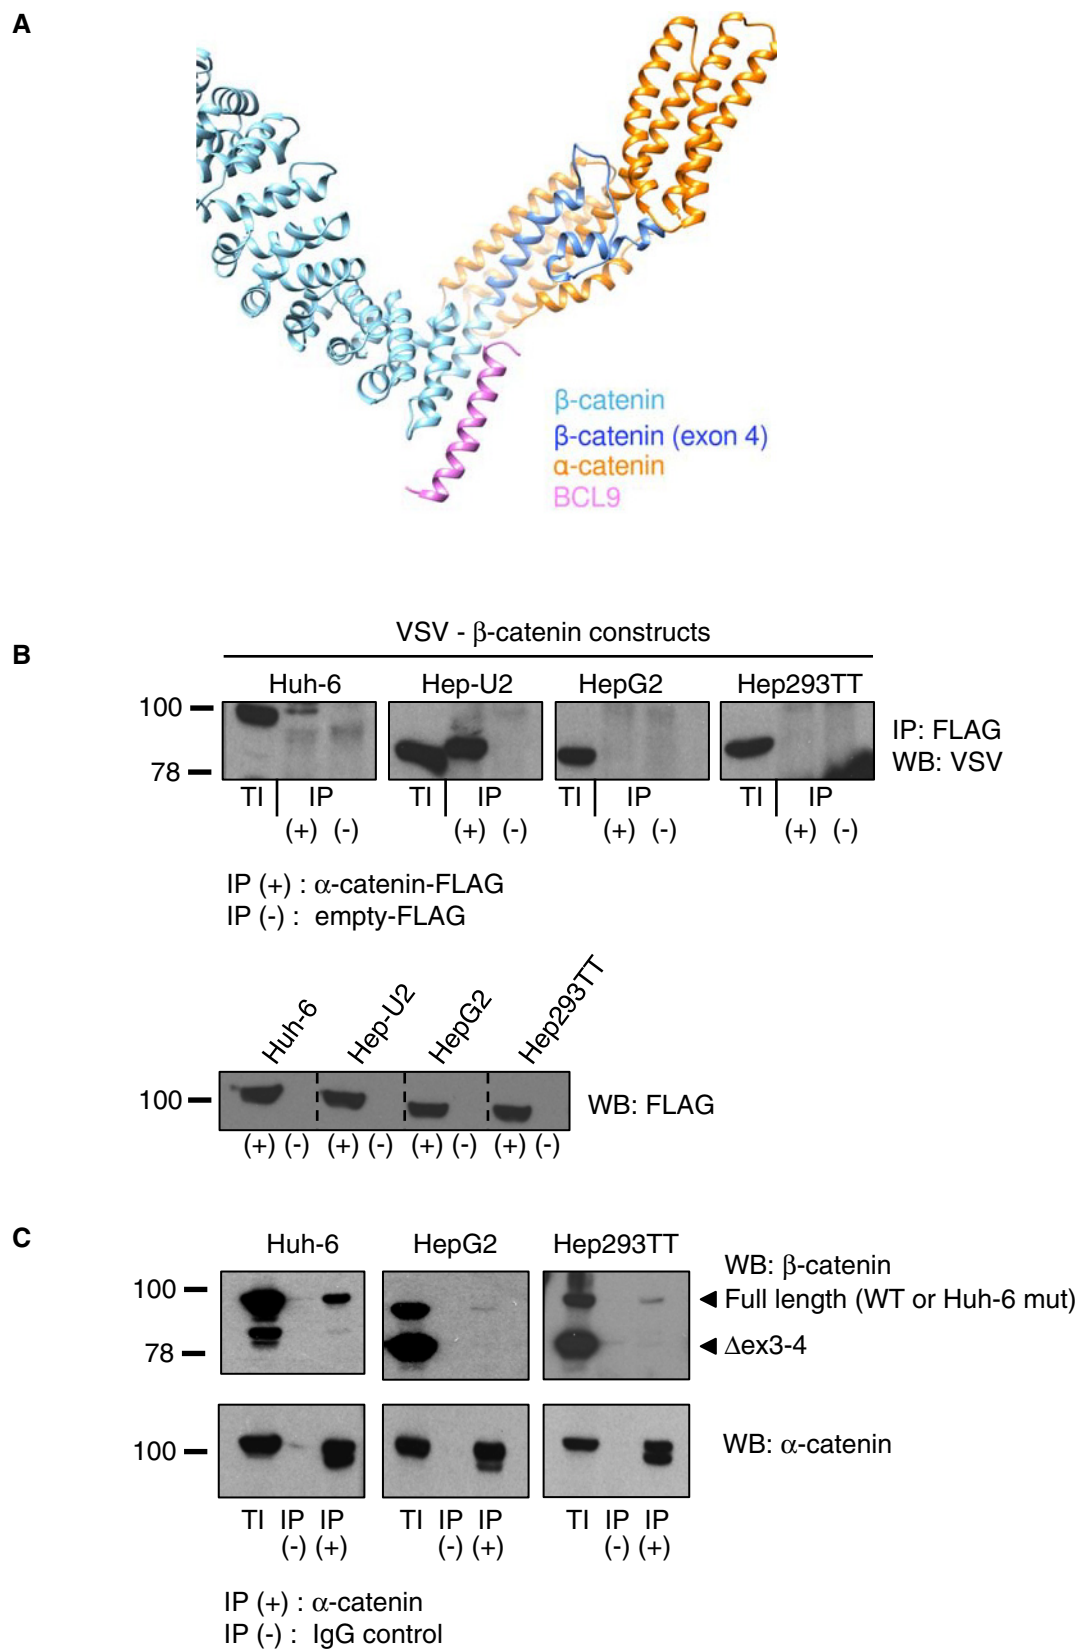 A
β-catenin
β-catenin (exon 4)
α-catenin
BCL9
B
VSV - β-catenin constructs
Huh-6 Hep-U2 HepG2 Hep293TT
100
78
IP: FLAG
WB: VSV
TI IP TI IP TI IP TI IP
(+) (-) (+) (-) (+) (-) (+) (-)
IP (+) : α-catenin-FLAG
IP (-) : empty-FLAG
Huh-6 Hep-U2 HepG2 Hep293TT
100
WB: FLAG
(+) (-) (+) (-) (+) (-) (+) (-)
C
Huh-6 HepG2 Hep293TT
WB: β-catenin
100
Full length (WT or Huh-6 mut)
78
Δex3-4
100
WB: α-catenin
TI IP IP TI IP IP TI IP IP
(-) (+) (-) (+) (-) (+)
IP (+) : α-catenin
IP (-) : IgG control